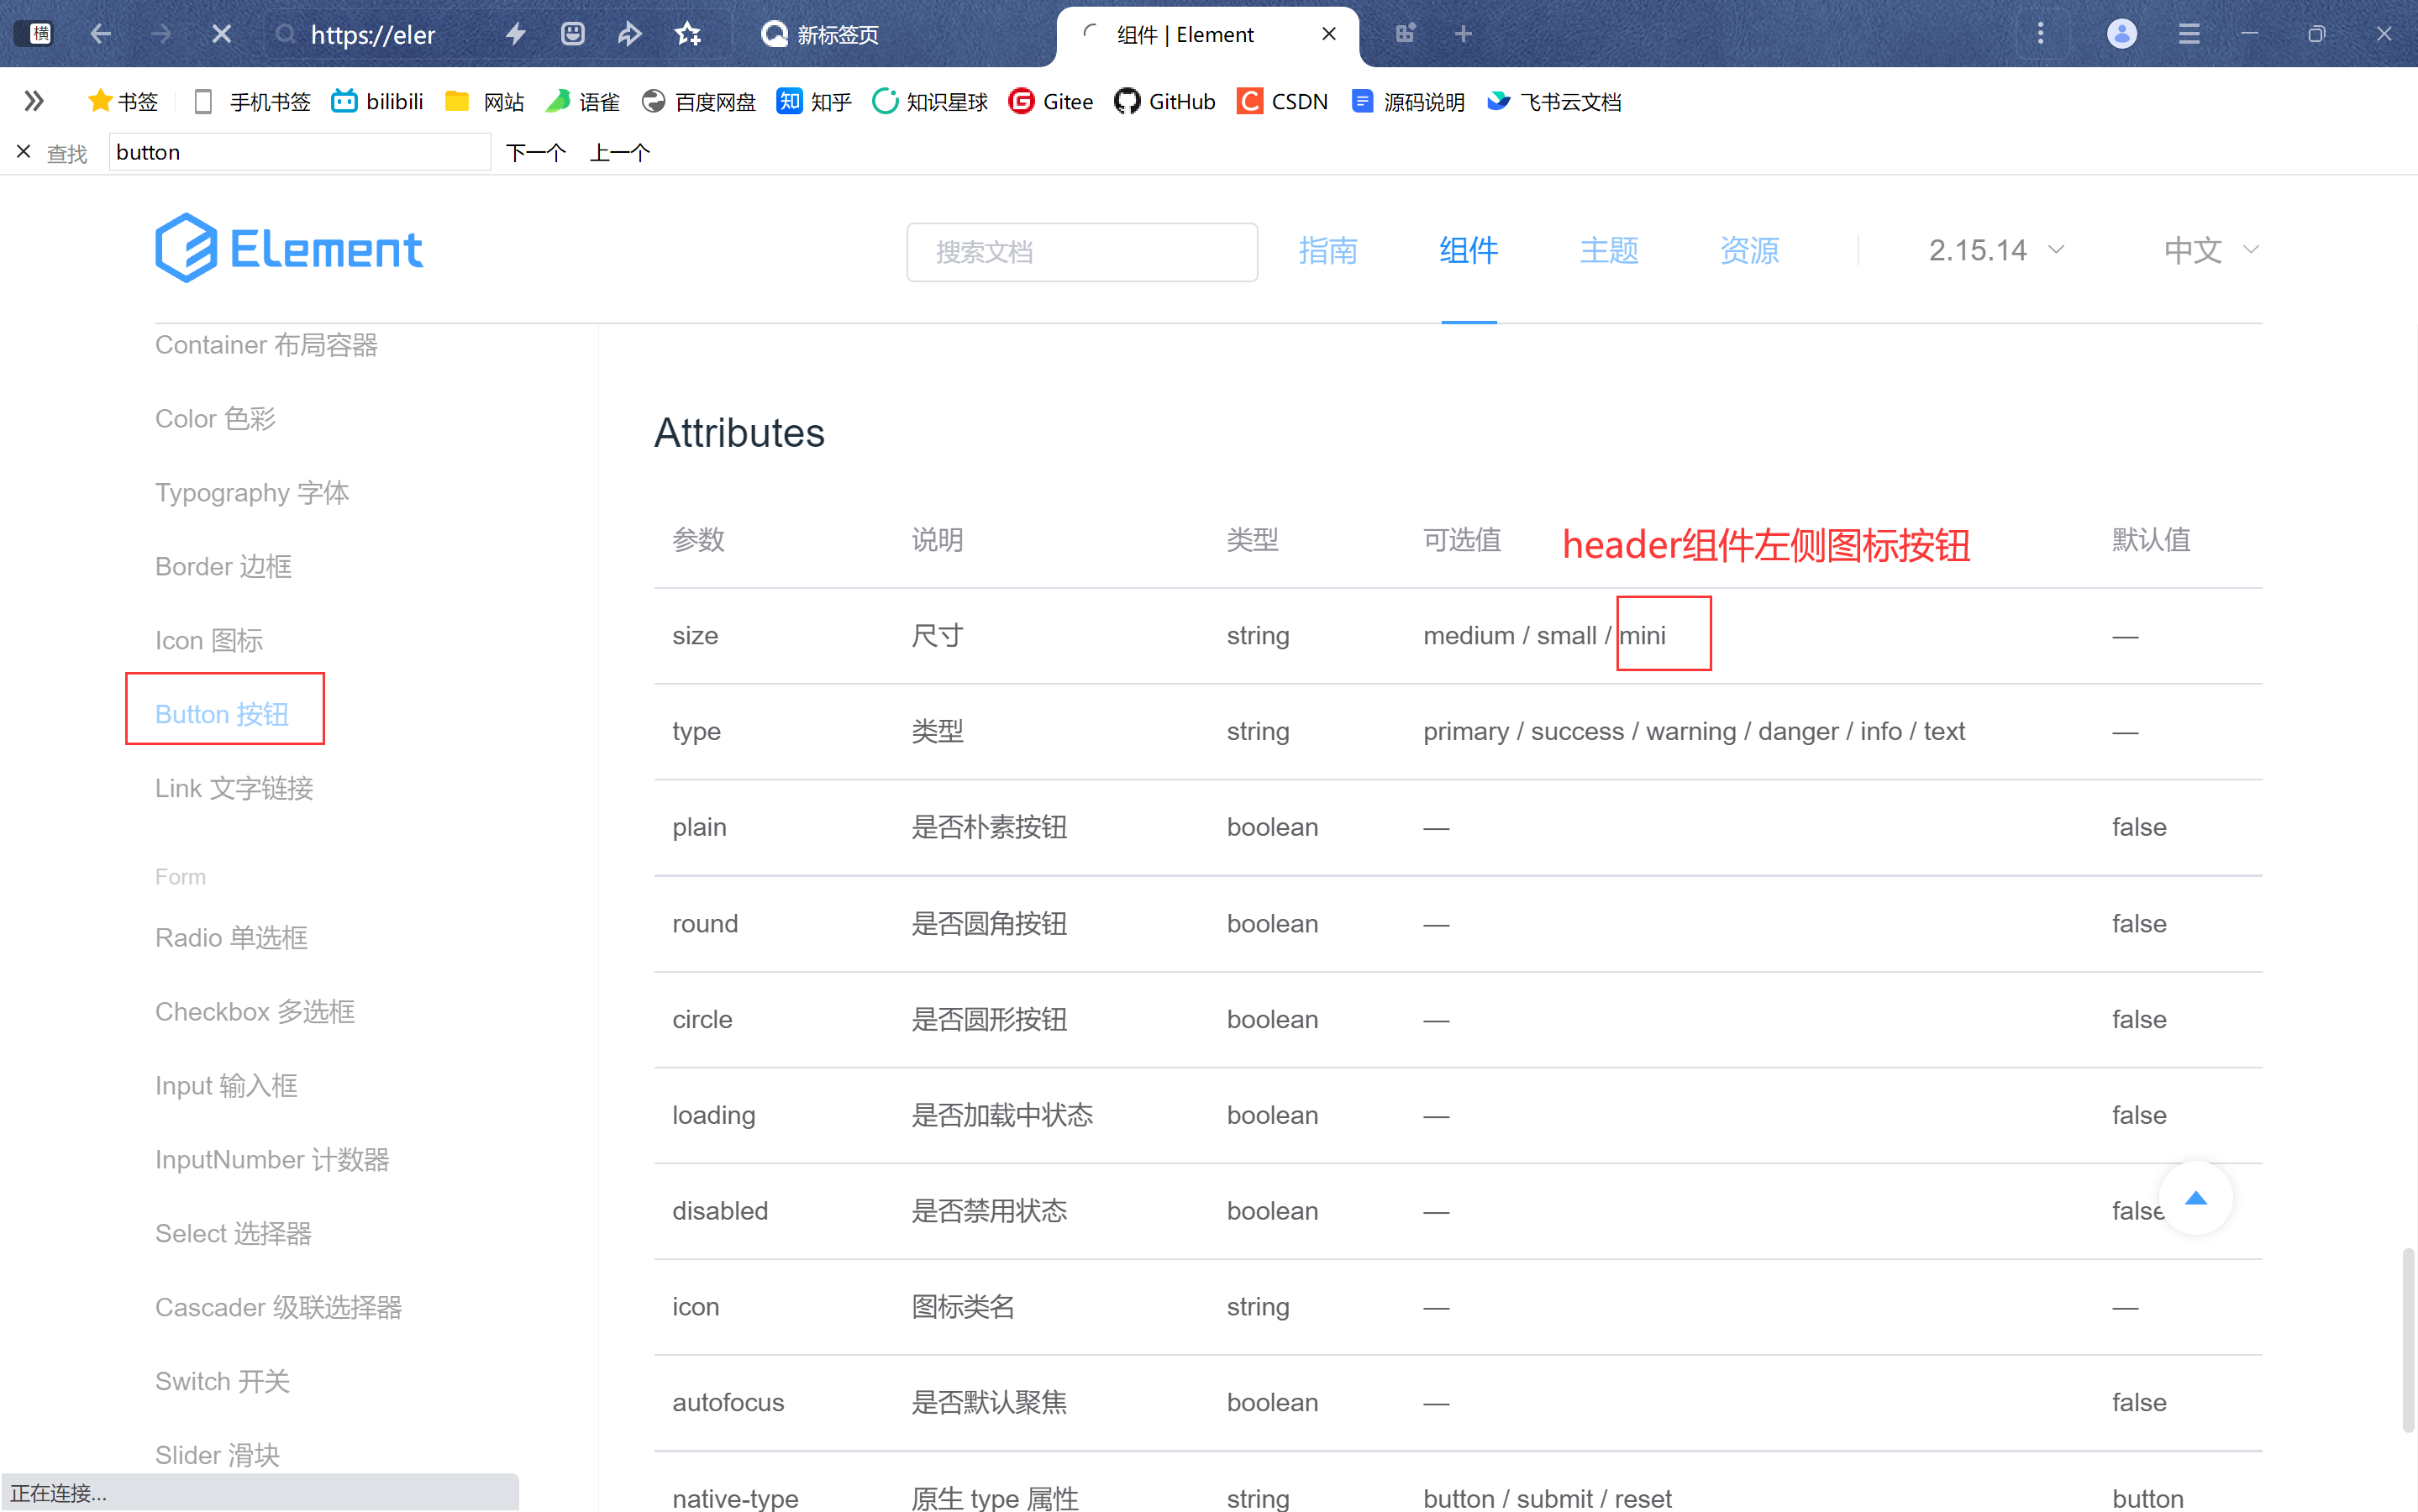 横 https://eler 新标签页 组件 | Element
书签 手机书签 bilibili 网站 语雀 百度网盘 知 知乎 知识星球 Gitee GitHub CSDN 源码说明 飞书云文档
查找 button 下一个 上一个
Element 搜索文档 指南 组件 主题 资源 2.15.14 中文
Container 布局容器
Color 色彩
Typography 字体
Border 边框
Icon 图标
Button 按钮
Link 文字链接
Form
Radio 单选框
Checkbox 多选框
Input 输入框
InputNumber 计数器
Select 选择器
Cascader 级联选择器
Switch 开关
Slider 滑块
正在连接...
Attributes
参数 说明 类型 可选值 header组件左侧图标按钮 默认值
size 尺寸 string medium / small / mini —
type 类型 string primary / success / warning / danger / info / text —
plain 是否朴素按钮 boolean — false
round 是否圆角按钮 boolean — false
circle 是否圆形按钮 boolean — false
loading 是否加载中状态 boolean — false
disabled 是否禁用状态 boolean — false
icon 图标类名 string — —
autofocus 是否默认聚焦 boolean — false
native-type 原生 type 属性 string button / submit / reset button